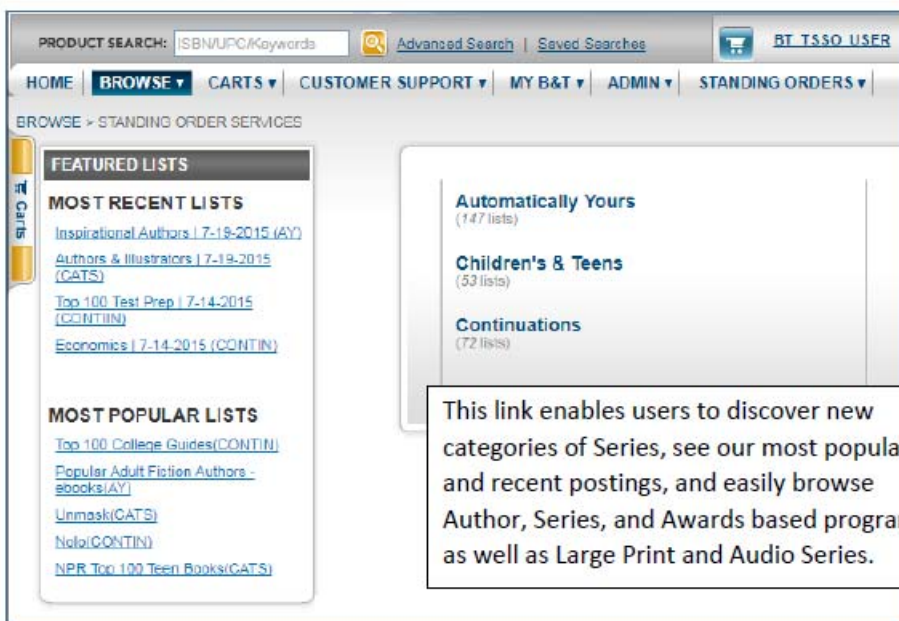 PRODUCT SEARCH: ISBN/UPC/Keywords Advanced Search | Saved Searches BT TSSO USER
HOME BROWSE ▾ CARTS ▾ CUSTOMER SUPPORT ▾ MY B&T ▾ ADMIN ▾ STANDING ORDERS ▾
BROWSE > STANDING ORDER SERVICES
Carts
FEATURED LISTS
MOST RECENT LISTS
Inspirational Authors | 7-19-2015 (AY)
Authors & Illustrators | 7-19-2015
(CATS)
Top 100 Test Prep | 7-14-2015
(CONTIIN)
Economics | 7-14-2015 (CONTIN)
MOST POPULAR LISTS
Top 100 College Guides(CONTIN)
Popular Adult Fiction Authors -
ebooks(AY)
Unmask(CATS)
Nolo(CONTIN)
NPR Top 100 Teen Books(CATS)
Automatically Yours
(147 lists)
Children's & Teens
(53 lists)
Continuations
(72 lists)
This link enables users to discover new
categories of Series, see our most popula
and recent postings, and easily browse
Author, Series, and Awards based progra
as well as Large Print and Audio Series.